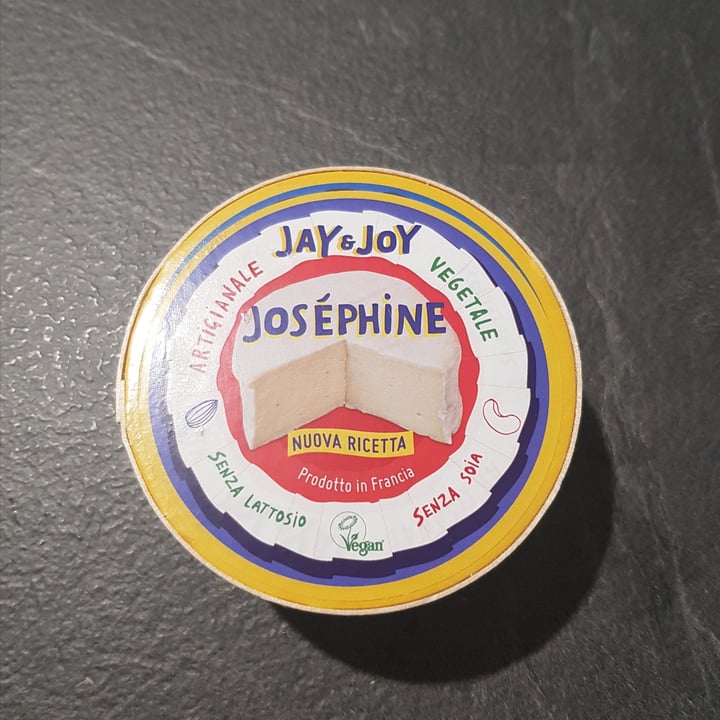 JAY & JOY
ARTIGIANALE
VEGETALE
JOSÉPHINE
NUOVA RICETTA
Prodotto in Francia
SENZA LATTOSIO
SENZA SOIA
Vegan